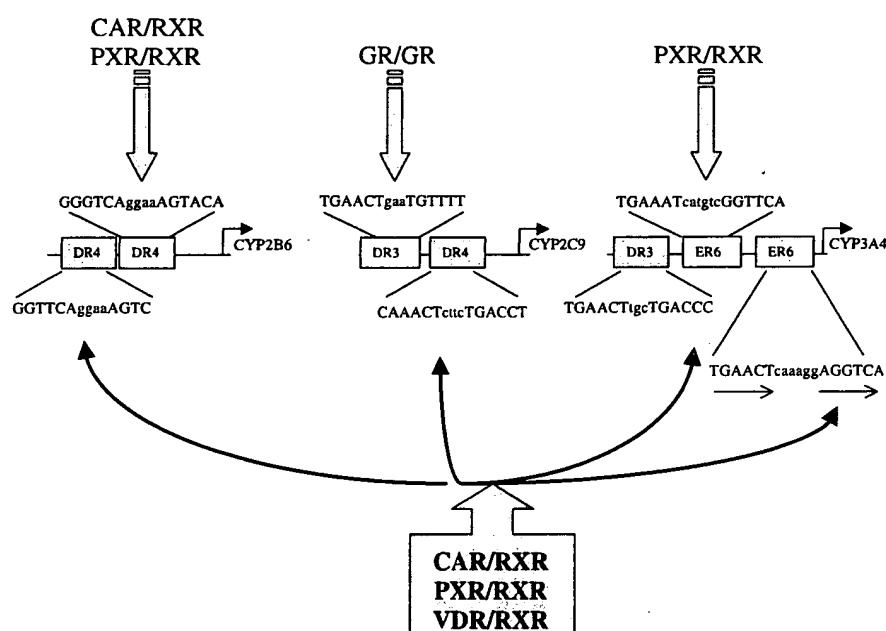 CAR/RXR
PXR/RXR
GR/GR
PXR/RXR
GGGTCAggaaAGTACA
TGAACTgaaTGTTTT
TGAAATcatgtcGGTTCA
DR4
DR4
CYP2B6
DR3
DR4
CYP2C9
DR3
ER6
ER6
CYP3A4
GGTTCAggaaAGTC
CAAACTcttcTGACCT
TGAACTtgcTGACCC
TGAACTcaaaggAGGTCA
CAR/RXR
PXR/RXR
VDR/RXR